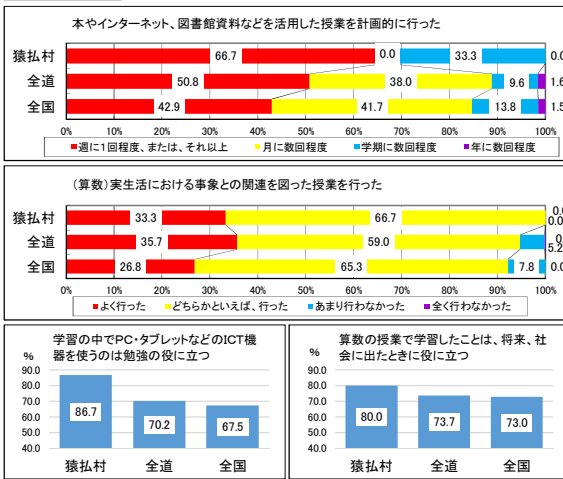 本やインターネット、図書館資料などを活用した授業を計画的に行った
猿払村 66.7 0.0 33.3 0.0
全道 50.8 38.0 9.6 1.6
全国 42.9 41.7 13.8 1.5
0% 10% 20% 30% 40% 50% 60% 70% 80% 90% 100%
週に1回程度、または、それ以上 月に数回程度 学期に数回程度 年に数回程度
(算数)実生活における事象との関連を図った授業を行った
猿払村 33.3 66.7 0.0
全道 35.7 59.0 5.2
全国 26.8 65.3 7.8 0.0
0% 10% 20% 30% 40% 50% 60% 70% 80% 90% 100%
よく行った どちらかといえば、行った あまり行わなかった 全く行わなかった
学習の中でPC・タブレットなどのICT機
器を使うのは勉強の役に立つ
%
90.0
80.0
70.0
60.0
50.0
40.0
86.7 70.2 67.5
猿払村 全道 全国
算数の授業で学習したことは、将来、社
会に出たときに役に立つ
%
90.0
80.0
70.0
60.0
50.0
40.0
80.0 73.7 73.0
猿払村 全道 全国